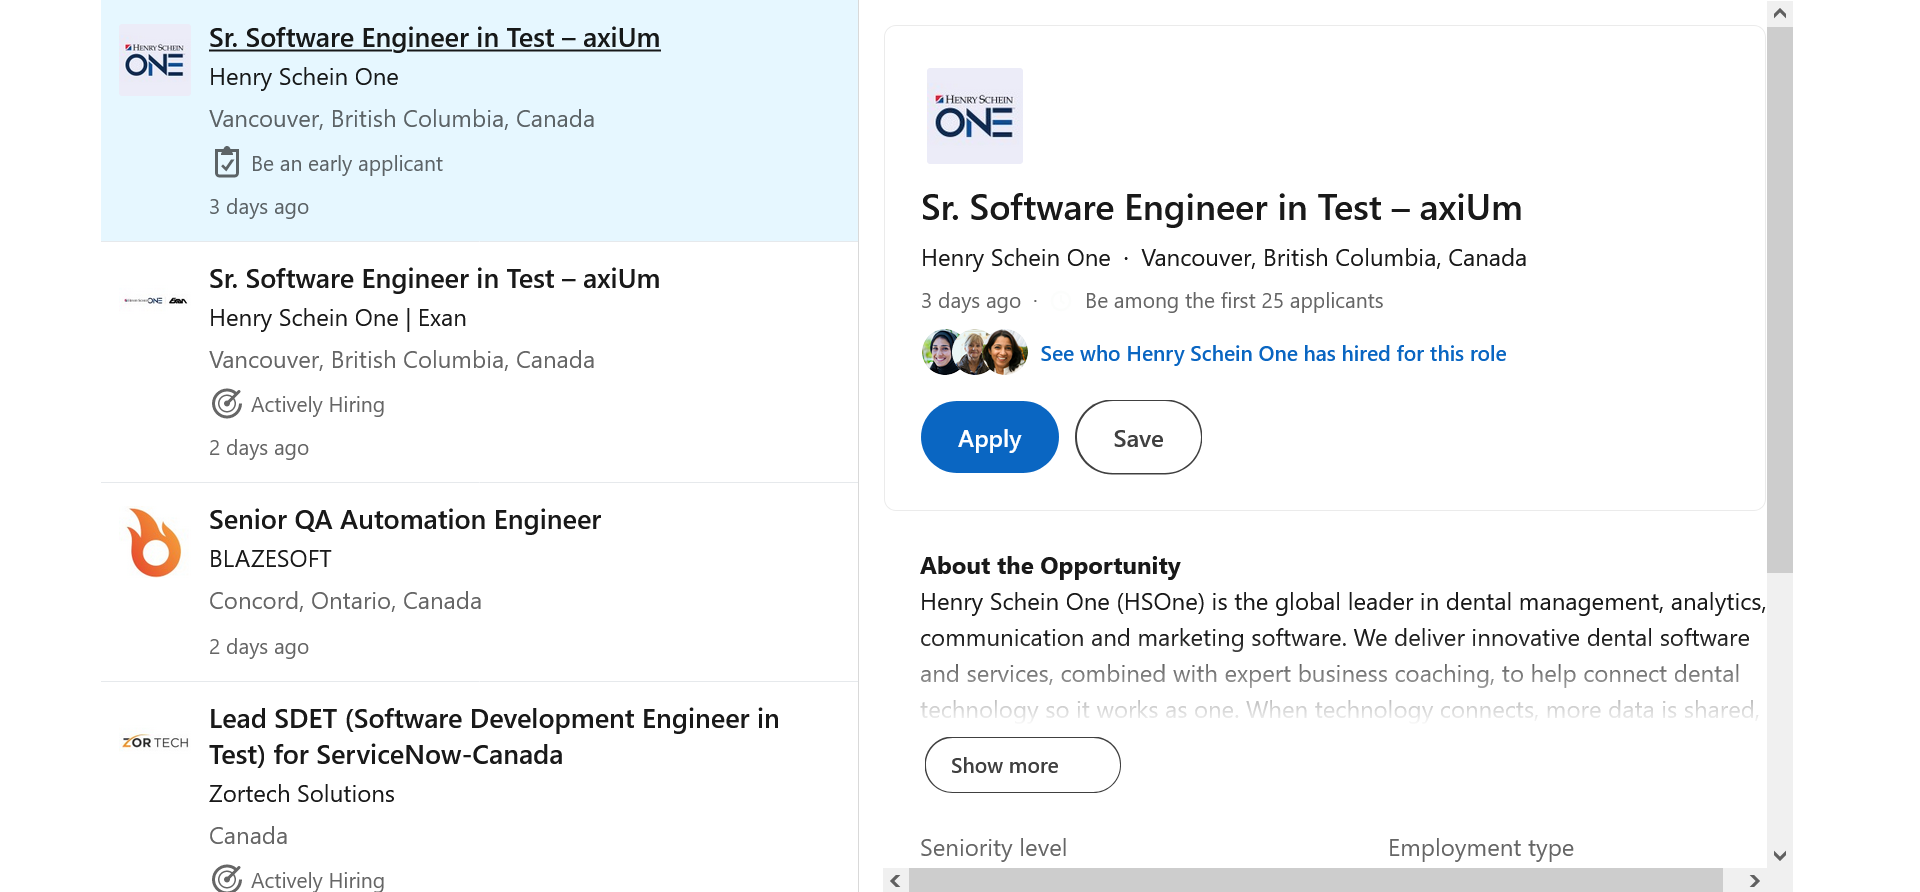 HENRY SCHEIN
ONE
Sr. Software Engineer in Test – axiUm
Henry Schein One
Vancouver, British Columbia, Canada
Be an early applicant
3 days ago
Sr. Software Engineer in Test – axiUm
Henry Schein One | Exan
Vancouver, British Columbia, Canada
Actively Hiring
2 days ago
Senior QA Automation Engineer
BLAZESOFT
Concord, Ontario, Canada
2 days ago
ZORTECH
Lead SDET (Software Development Engineer in
Test) for ServiceNow-Canada
Zortech Solutions
Canada
Actively Hiring
HENRY SCHEIN
ONE
Sr. Software Engineer in Test – axiUm
Henry Schein One · Vancouver, British Columbia, Canada
3 days ago · Be among the first 25 applicants
See who Henry Schein One has hired for this role
Apply Save
About the Opportunity
Henry Schein One (HSOne) is the global leader in dental management, analytics,
communication and marketing software. We deliver innovative dental software
and services, combined with expert business coaching, to help connect dental
technology so it works as one. When technology connects, more data is shared,
Show more
Seniority level Employment type